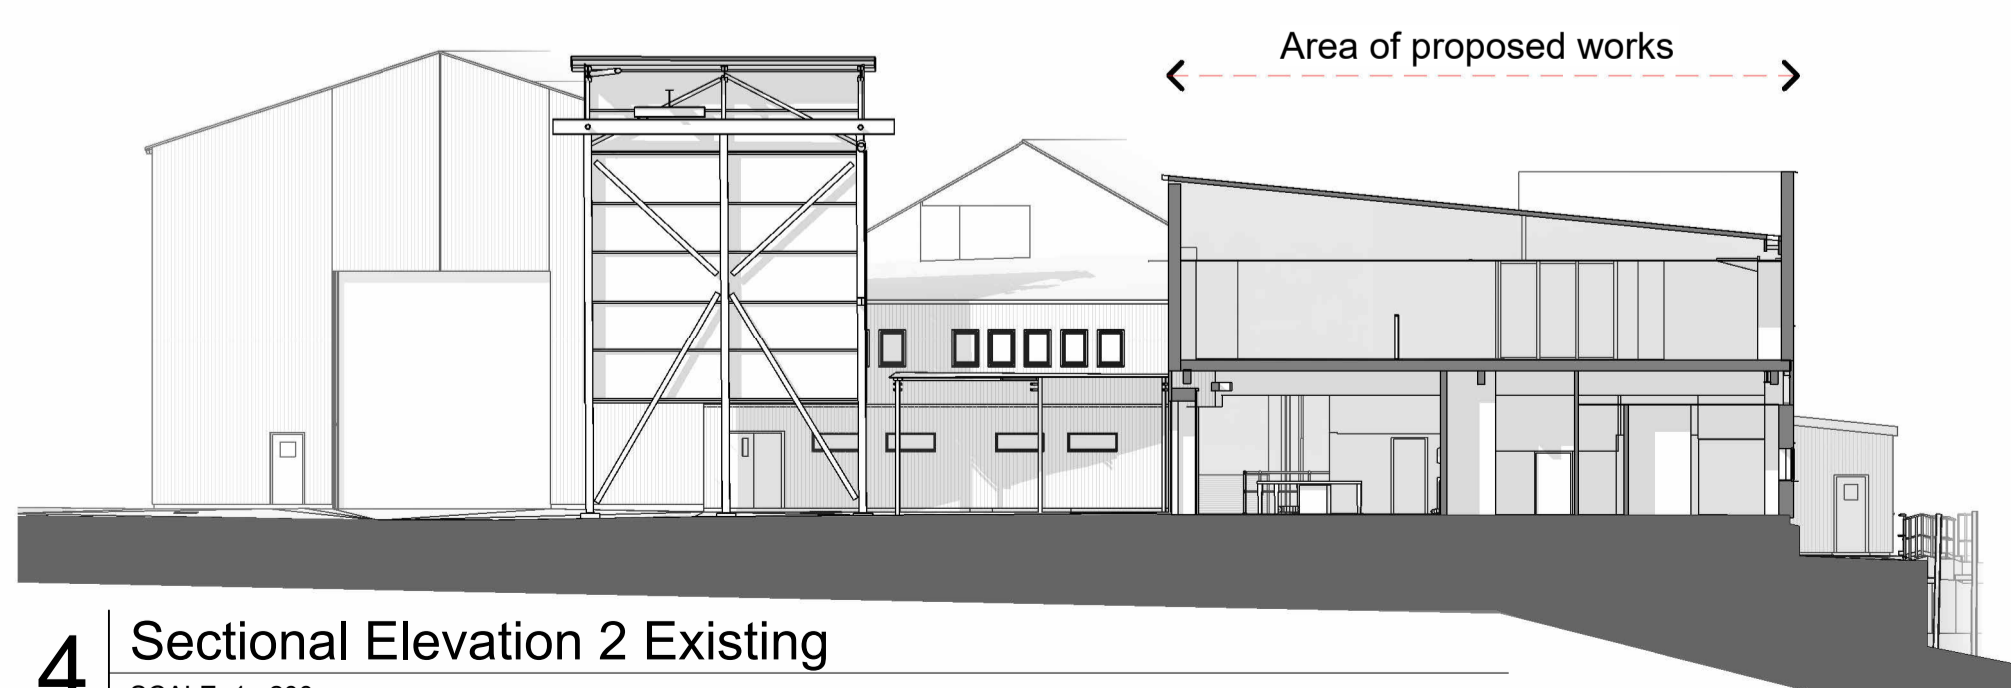 Area of proposed works
4
Sectional Elevation 2 Existing